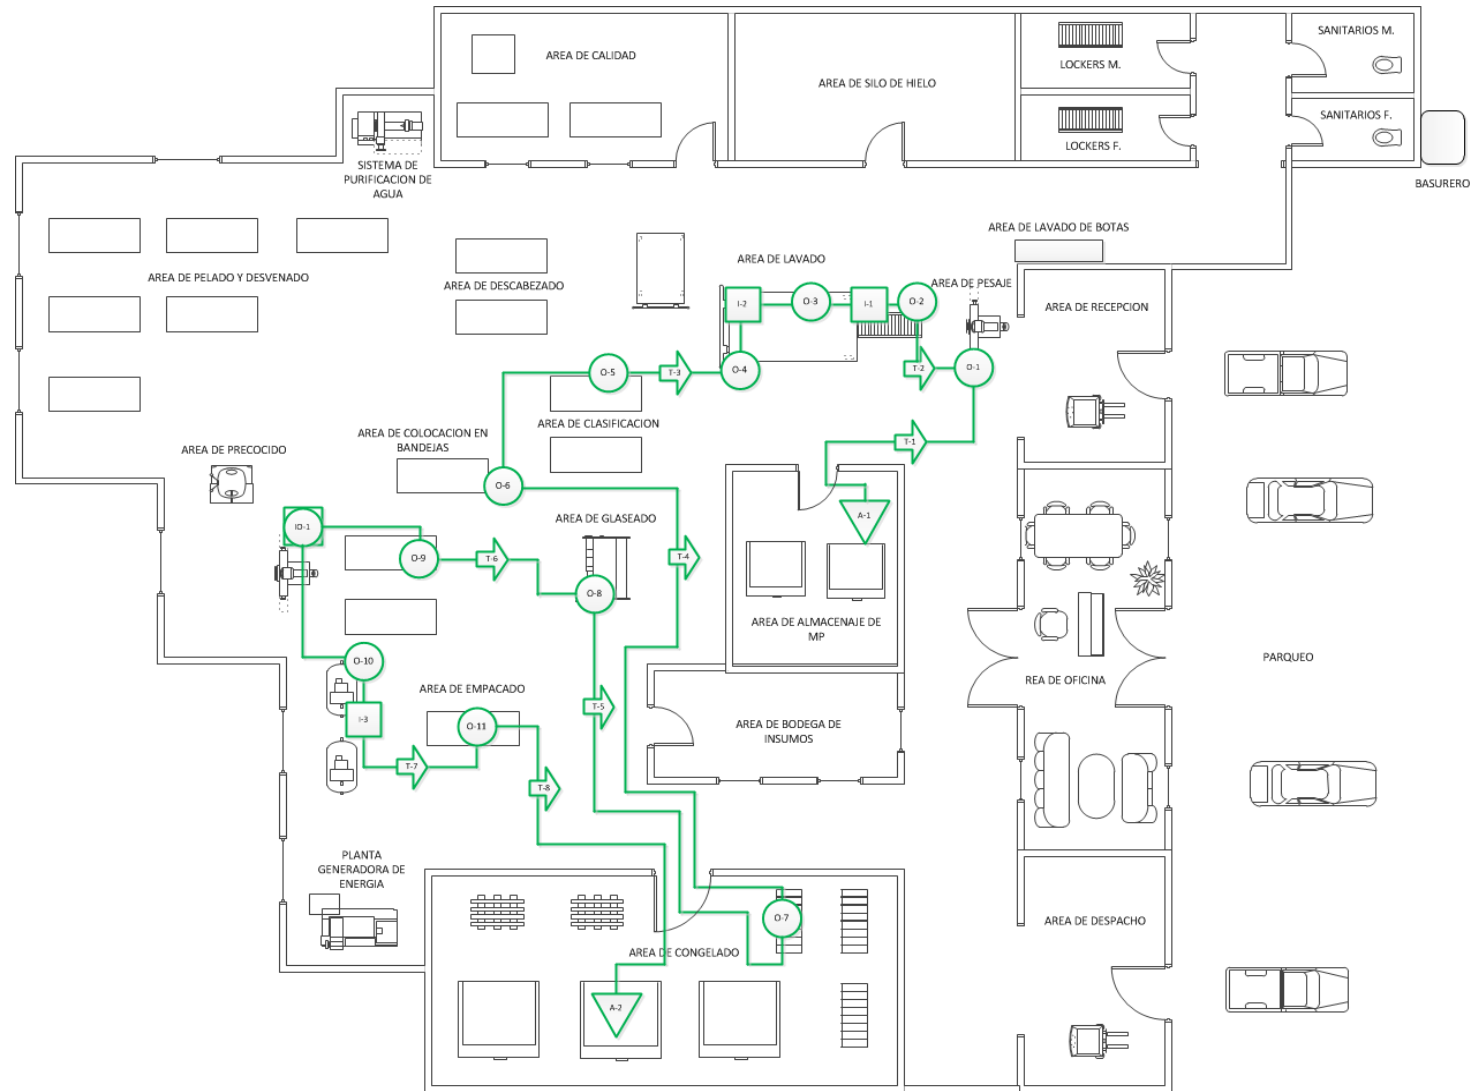 AREA DE CALIDAD
AREA DE SILO DE HIELO
LOCKERS M.
SANITARIOS M.
LOCKERS F.
SANITARIOS F.
BASURERO
SISTEMA DE
PURIFICACION DE
AGUA
AREA DE LAVADO DE BOTAS
AREA DE PELADO Y DESVENADO
AREA DE DESCABEZADO
AREA DE LAVADO
AREA DE PESAJE
AREA DE RECEPCION
I-2
O-3
I-1
O-2
O-5
T-3
O-4
T-2
O-1
AREA DE CLASIFICACION
AREA DE COLOCACION EN
BANDEJAS
AREA DE PRECOCIDO
T-1
O-6
A-1
IO-1
AREA DE GLASEADO
O-9
T-6
T-4
O-8
AREA DE ALMACENAJE DE
MP
O-10
PARQUEO
REA DE OFICINA
AREA DE EMPACADO
T-5
I-3
O-11
AREA DE BODEGA DE
INSUMOS
T-7
T-8
PLANTA
GENERADORA DE
ENERGIA
O-7
AREA DE DESPACHO
AREA DE CONGELADO
A-2